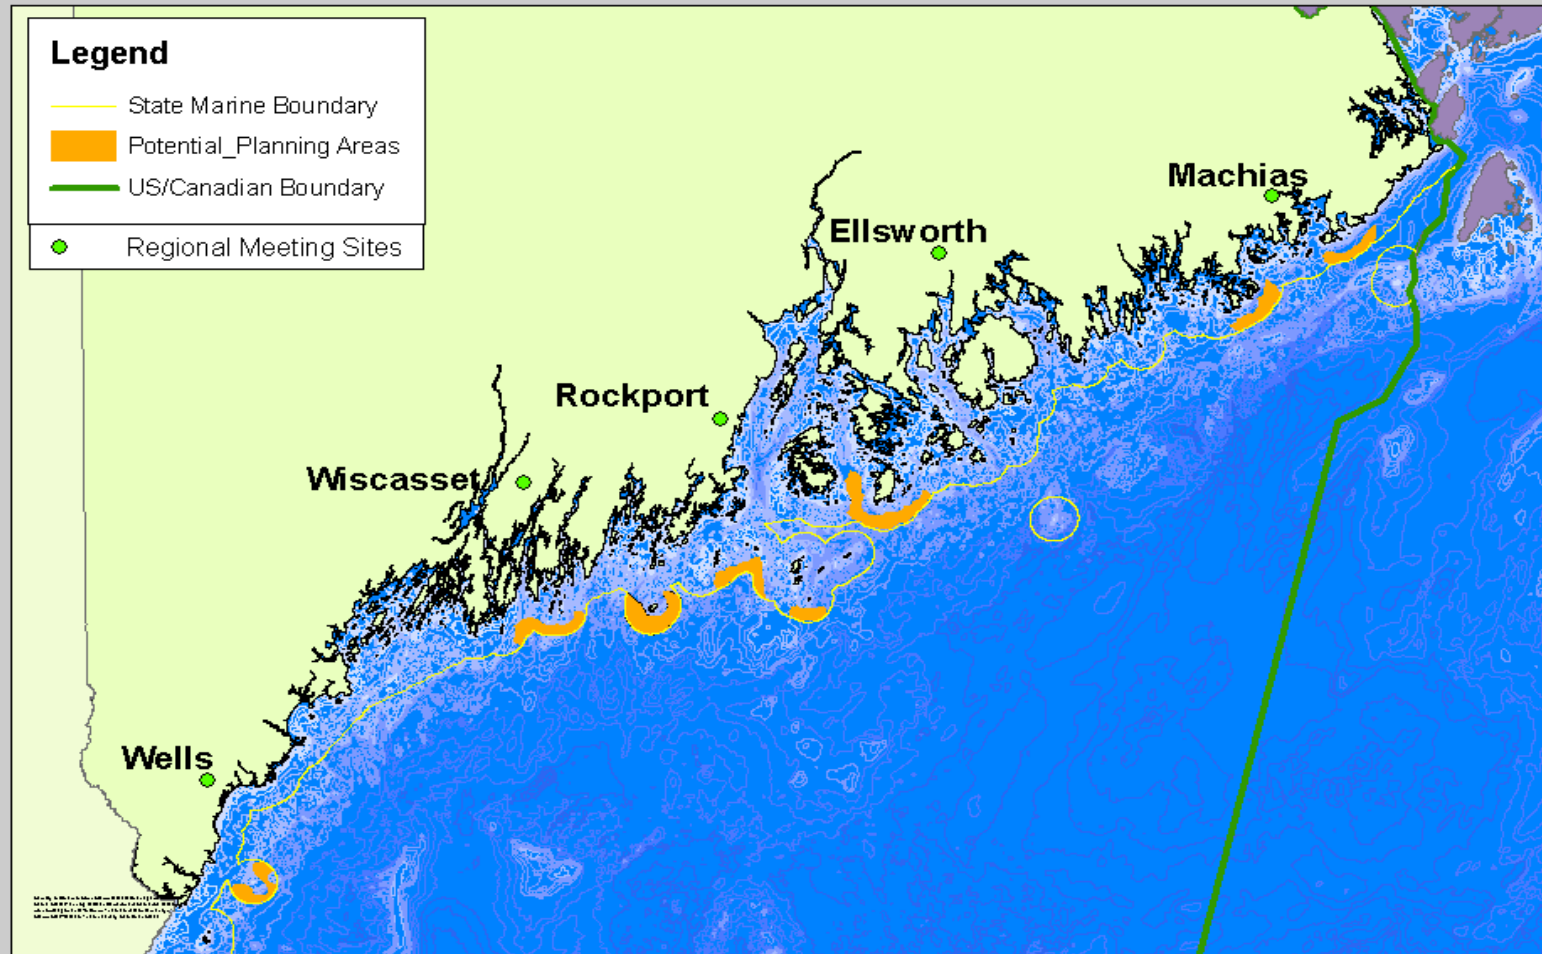 Legend
State Marine Boundary
Potential_Planning Areas
US/Canadian Boundary
Regional Meeting Sites
Machias
Ellsworth
Rockport
Wiscasset
Wells